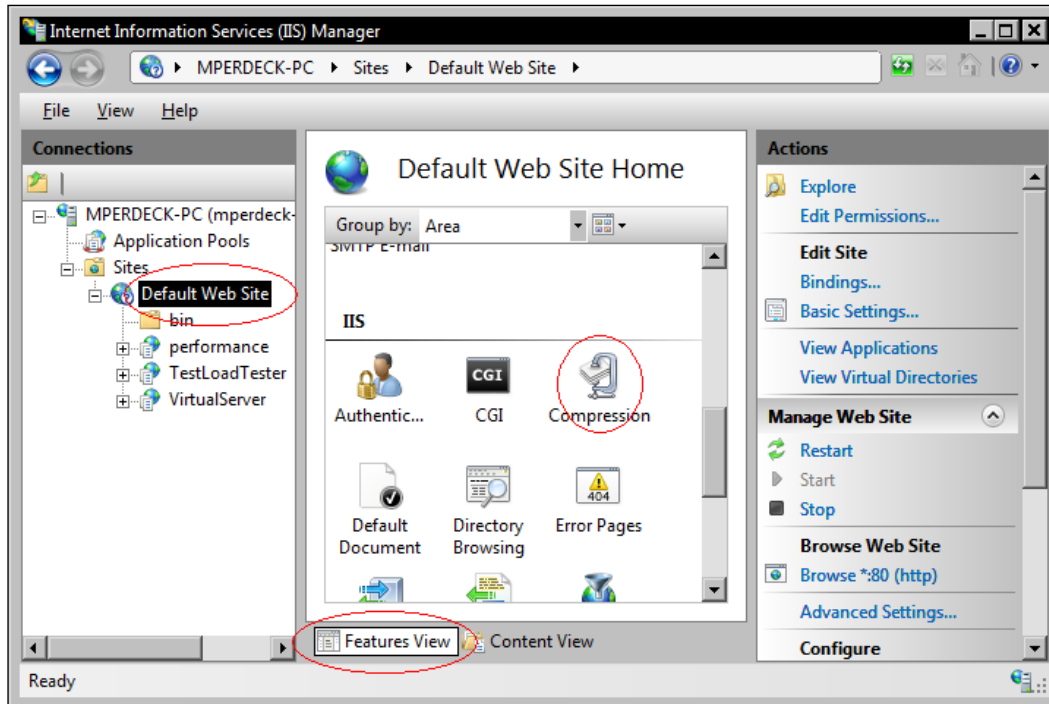 Internet Information Services (IIS) Manager
MPERDECK-PC Sites Default Web Site
File View Help
Connections
MPERDECK-PC (mperdeck-
Application Pools
Sites
Default Web Site
bin
performance
TestLoadTester
VirtualServer
Default Web Site Home
Group by: Area
SMTP E-mail
IIS
Authentic... CGI Compression
CGI
404
Default Document
Directory Browsing
Error Pages
Features View Content View
Actions
Explore
Edit Permissions...
Edit Site
Bindings...
Basic Settings...
View Applications
View Virtual Directories
Manage Web Site
Restart
Start
Stop
Browse Web Site
Browse *:80 (http)
Advanced Settings...
Configure
Ready